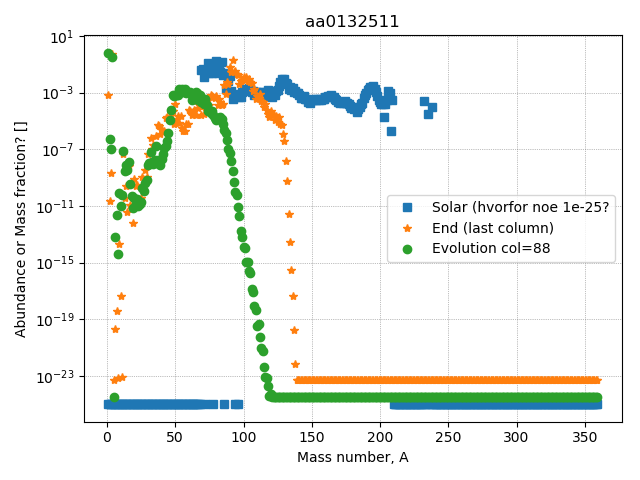 aa0132511
Abundance or Mass fraction? []
10¹
10⁻³
10⁻⁷
10⁻¹¹
10⁻¹⁵
10⁻¹⁹
10⁻²³
Solar (hvorfor noe 1e-25?
End (last column)
Evolution col=88
0 50 100 150 200 250 300 350
Mass number, A